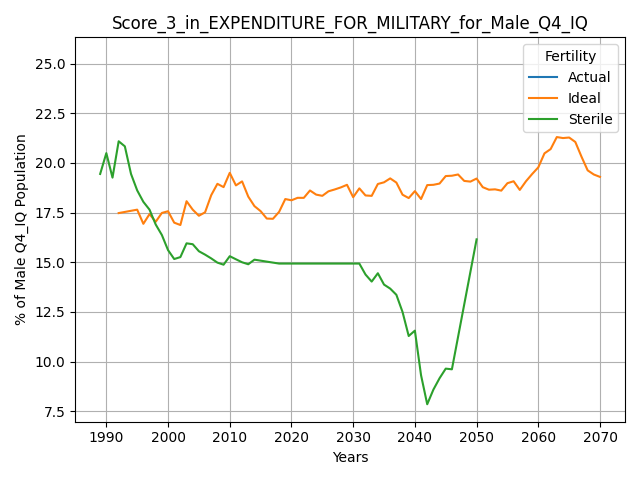 Score_3_in_EXPENDITURE_FOR_MILITARY_for_Male_Q4_IQ
Fertility
Actual
Ideal
Sterile
% of Male Q4_IQ Population
25.0
22.5
20.0
17.5
15.0
12.5
10.0
7.5
1990 2000 2010 2020 2030 2040 2050 2060 2070
Years